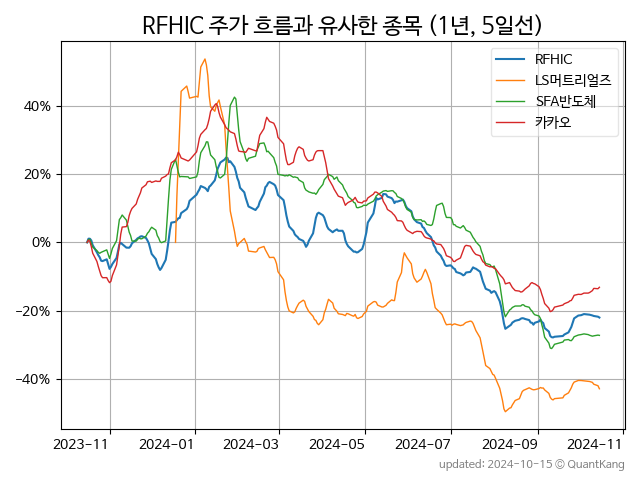 RFHIC 주가 흐름과 유사한 종목 (1년, 5일선)
RFHIC
LS머트리얼즈
SFA반도체
카카오
40%
20%
0%
−20%
−40%
2023-11 2024-01 2024-03 2024-05 2024-07 2024-09 2024-11
updated: 2024-10-15 © QuantKang